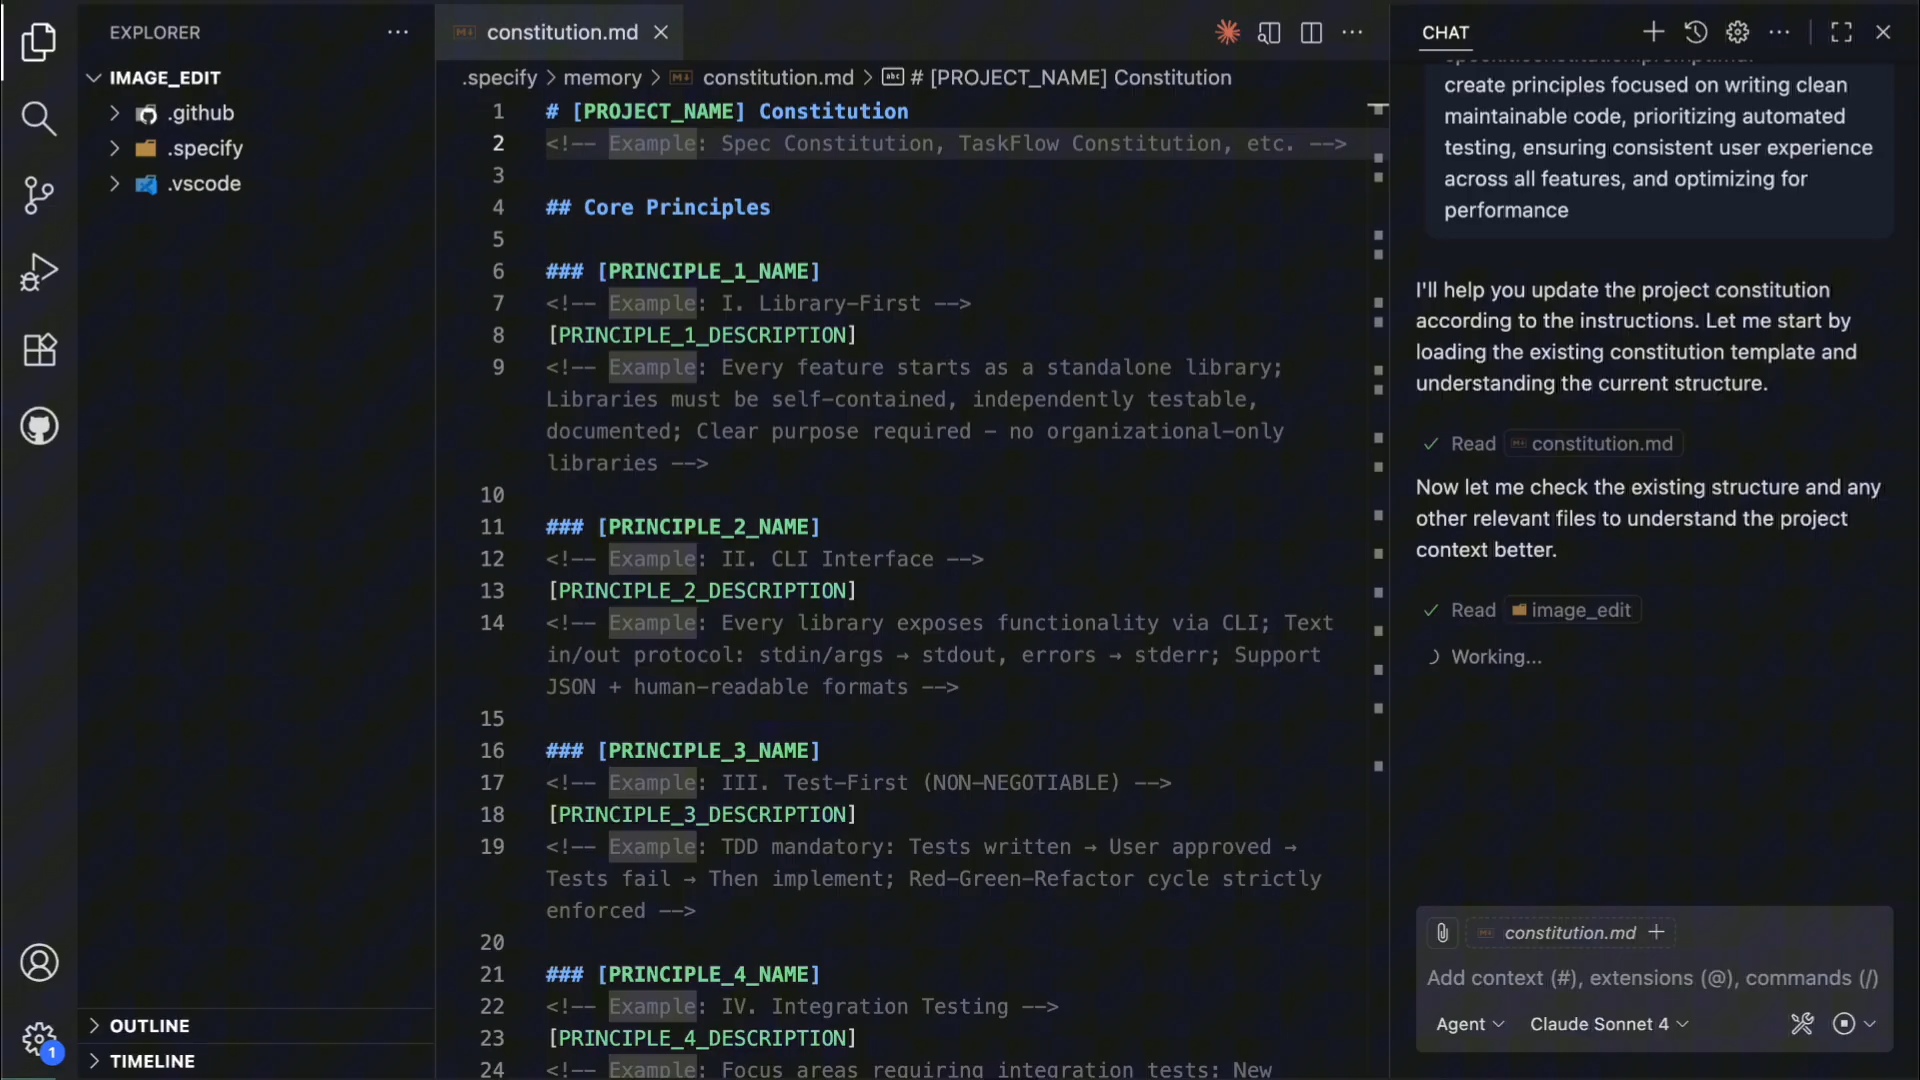 EXPLORER
IMAGE_EDIT
.github
.specify
.vscode
OUTLINE
TIMELINE
1
constitution.md
.specify > memory > constitution.md > # [PROJECT_NAME] Constitution
1 # [PROJECT_NAME] Constitution
2 <!-- Example: Spec Constitution, TaskFlow Constitution, etc. -->
3
4 ## Core Principles
5
6 ### [PRINCIPLE_1_NAME]
7 <!-- Example: I. Library-First -->
8 [PRINCIPLE_1_DESCRIPTION]
9 <!-- Example: Every feature starts as a standalone library;
Libraries must be self-contained, independently testable,
documented; Clear purpose required - no organizational-only
libraries -->
10
11 ### [PRINCIPLE_2_NAME]
12 <!-- Example: II. CLI Interface -->
13 [PRINCIPLE_2_DESCRIPTION]
14 <!-- Example: Every library exposes functionality via CLI; Text
in/out protocol: stdin/args → stdout, errors → stderr; Support
JSON + human-readable formats -->
15
16 ### [PRINCIPLE_3_NAME]
17 <!-- Example: III. Test-First (NON-NEGOTIABLE) -->
18 [PRINCIPLE_3_DESCRIPTION]
19 <!-- Example: TDD mandatory: Tests written → User approved →
Tests fail → Then implement; Red-Green-Refactor cycle strictly
enforced -->
20
21 ### [PRINCIPLE_4_NAME]
22 <!-- Example: IV. Integration Testing -->
23 [PRINCIPLE_4_DESCRIPTION]
24 <!-- Example: Focus areas requiring integration tests: New
CHAT
create principles focused on writing clean
maintainable code, prioritizing automated
testing, ensuring consistent user experience
across all features, and optimizing for
performance
I'll help you update the project constitution
according to the instructions. Let me start by
loading the existing constitution template and
understanding the current structure.
Read constitution.md
Now let me check the existing structure and any
other relevant files to understand the project
context better.
Read image_edit
Working...
constitution.md
Add context (#), extensions (@), commands (/)
Agent
Claude Sonnet 4